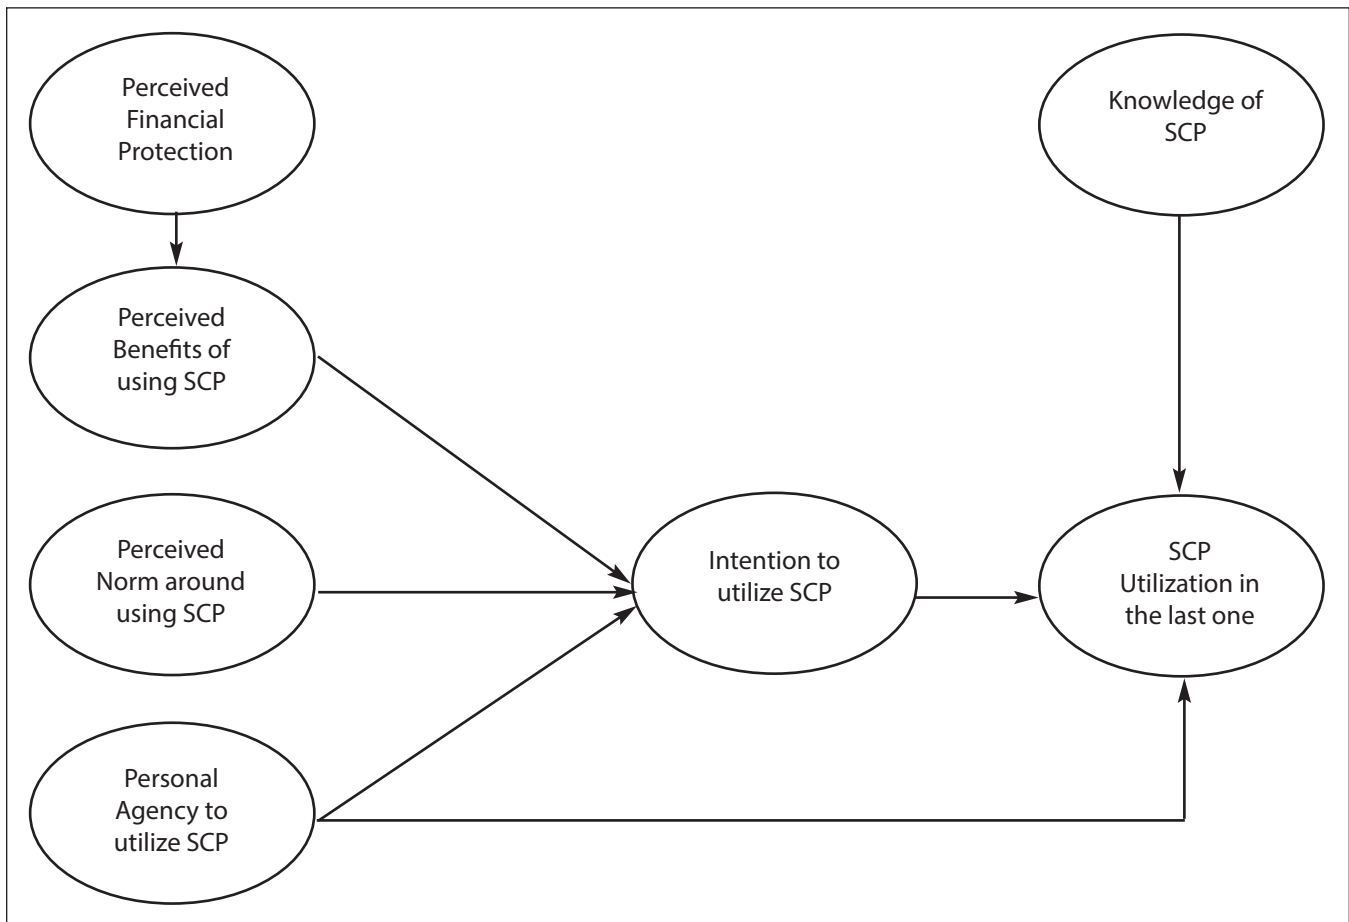 Perceived
Financial
Protection
Knowledge of
SCP
Perceived
Benefits of
using SCP
Perceived
Norm around
using SCP
Intention to
utilize SCP
SCP
Utilization in
the last one
Personal
Agency to
utilize SCP